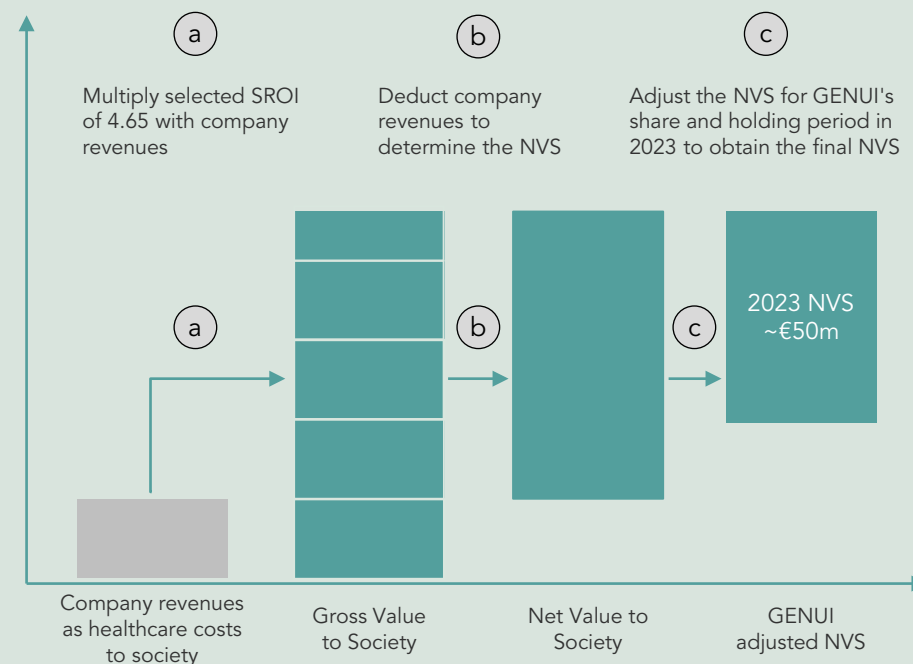 a
b
c
Multiply selected SROI
of 4.65 with company
revenues
Deduct company
revenues to
determine the NVS
Adjust the NVS for GENUI's
share and holding period in
2023 to obtain the final NVS
a
b
c
2023 NVS
~€50m
Company revenues
as healthcare costs
to society
Gross Value
to Society
Net Value to
Society
GENUI
adjusted NVS